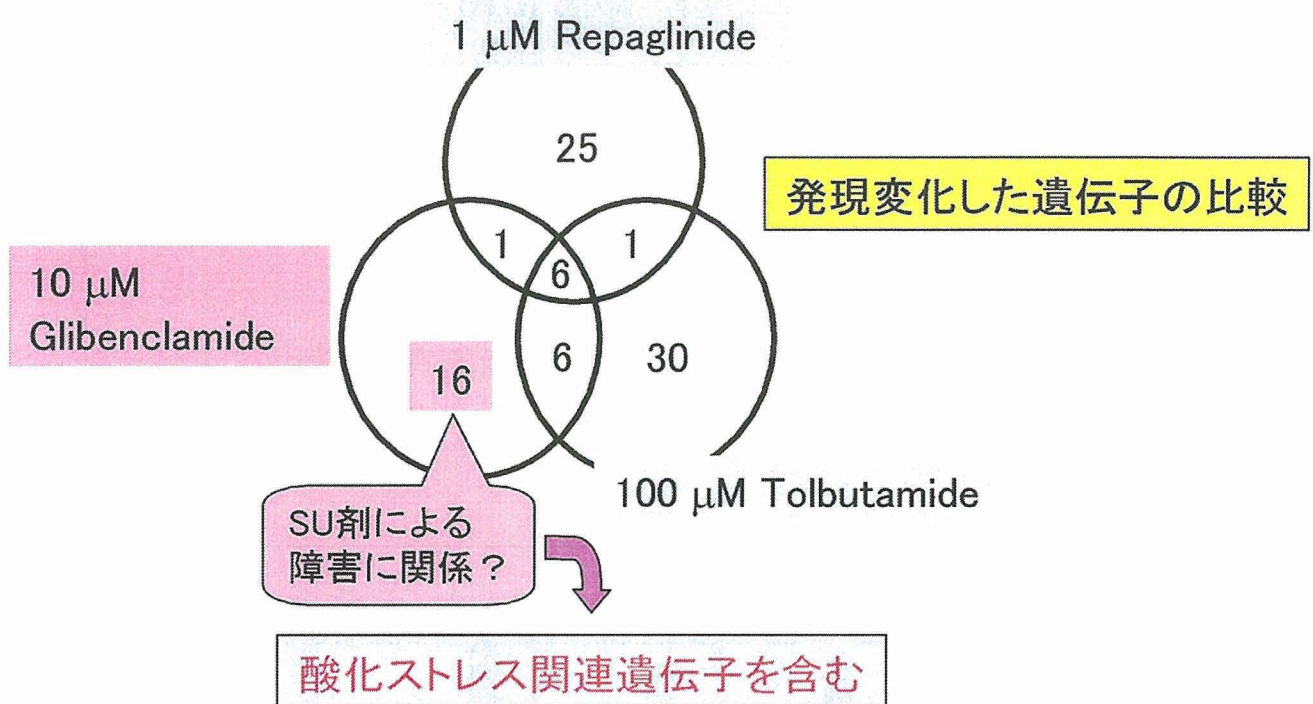 1 μM Repaglinide
25
発現変化した遺伝子の比較
1
1
6
10 μM
Glibenclamide
6
30
16
100 μM Tolbutamide
SU剤による
障害に関係？
酸化ストレス関連遺伝子を含む